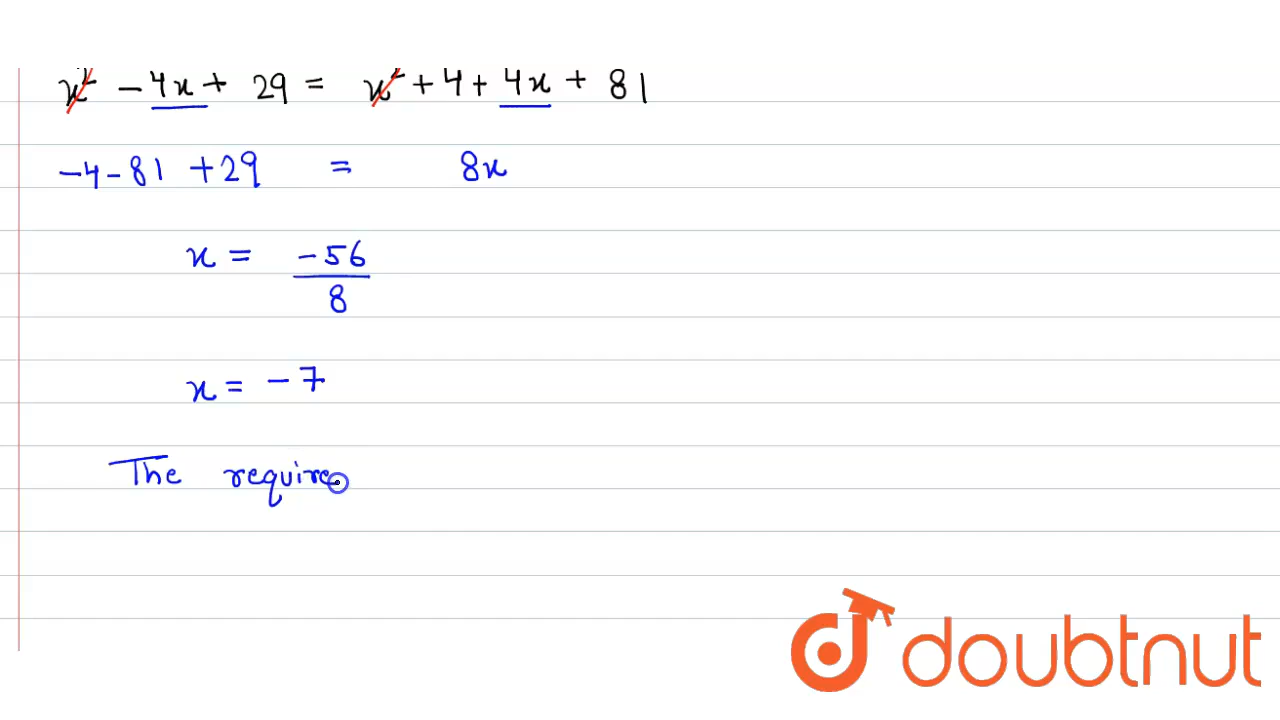 x² - 4x + 29 = x² + 4 + 4x + 81
-4 - 81 + 29 = 8x
x = -56/8
x = -7
The require
doubtnut